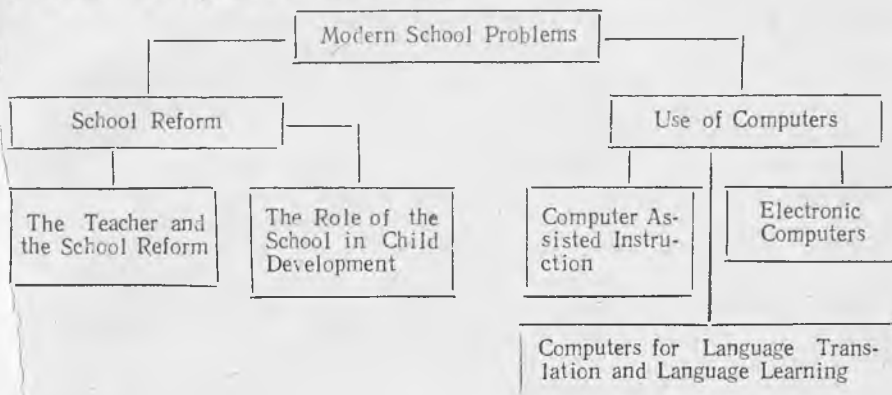 Modern School Problems
School Reform
Use of Computers
The Teacher and
the School Reform
The Role of the
School in Child
Development
Computer As-
sisted Instru-
ction
Electronic
Computers
Computers for Language Trans-
lation and Language Learning